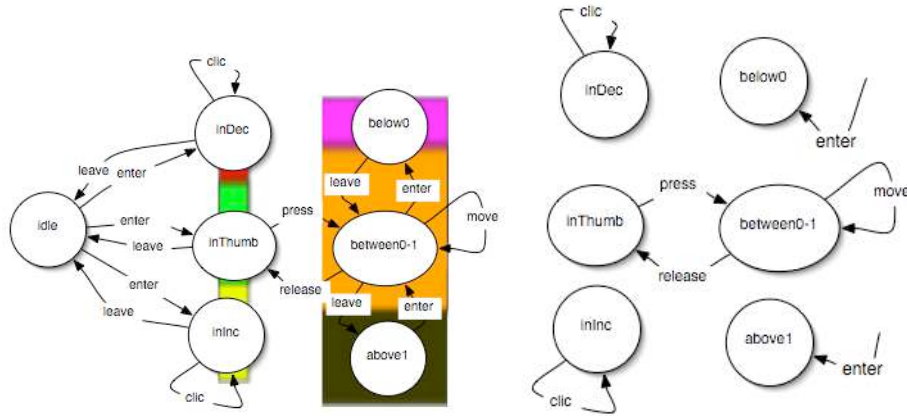 clic
inDec
leave
enter
idle
enter
leave
inThumb
enter
leave
inInc
clic
below0
leave
enter
press
between0-1
move
release
leave
enter
above1
clic
inDec
below0
enter
press
inThumb
between0-1
move
release
inInc
above1
enter
clic